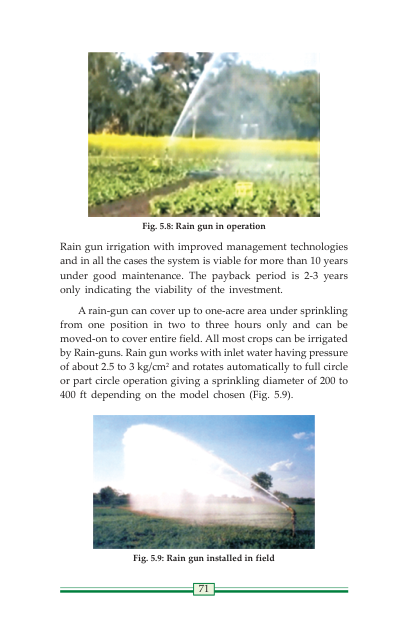 Fig. 5.8: Rain gun in operation
Rain gun irrigation with improved management technologies
and in all the cases the system is viable for more than 10 years
under good maintenance. The payback period is 2-3 years
only indicating the viability of the investment.
A rain-gun can cover up to one-acre area under sprinkling
from one position in two to three hours only and can be
moved-on to cover entire field. All most crops can be irrigated
by Rain-guns. Rain gun works with inlet water having pressure
of about 2.5 to 3 kg/cm² and rotates automatically to full circle
or part circle operation giving a sprinkling diameter of 200 to
400 ft depending on the model chosen (Fig. 5.9).
Fig. 5.9: Rain gun installed in field
71